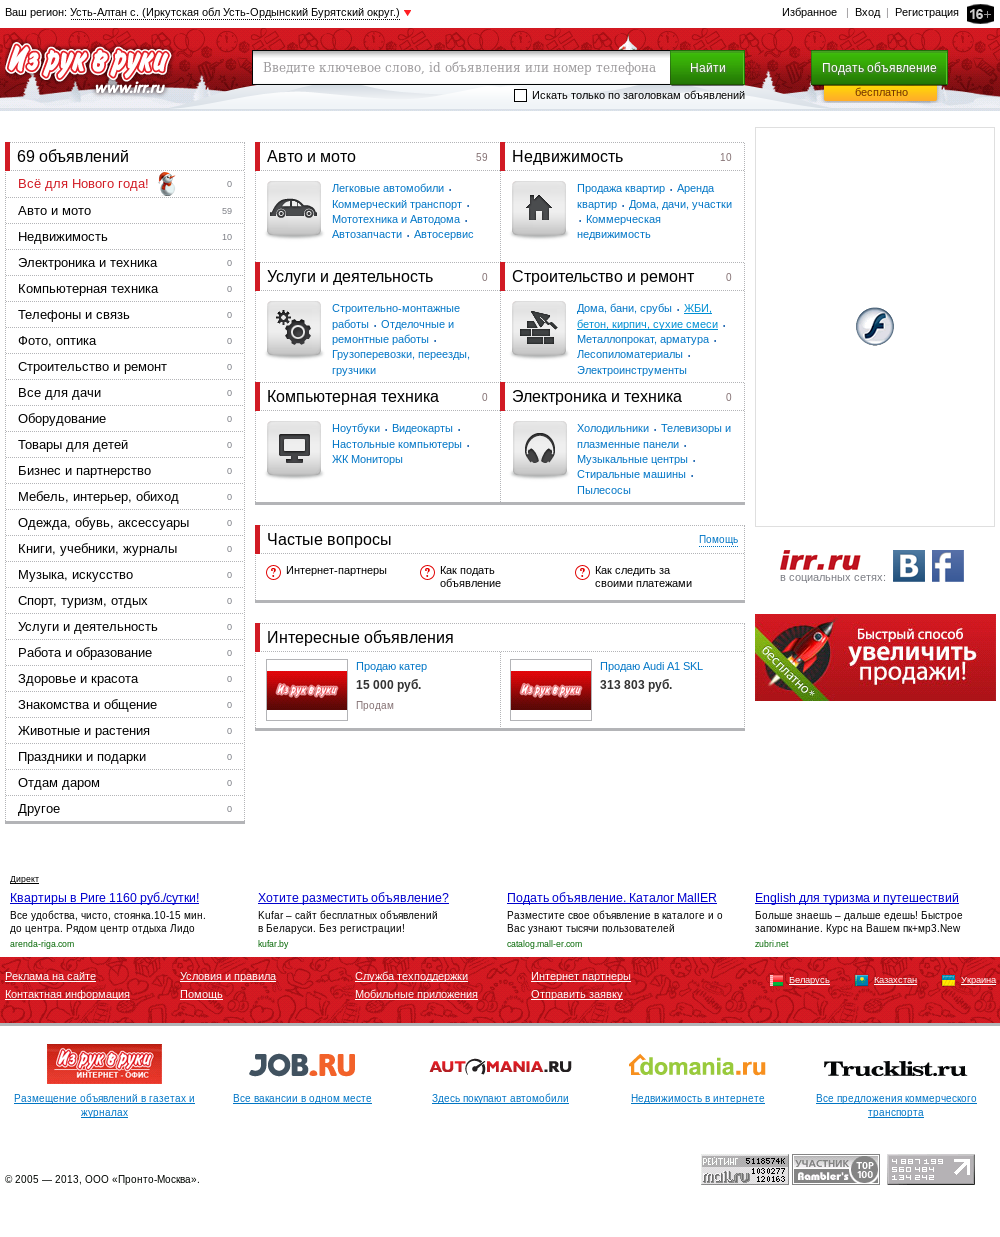 Ваш регион: Усть-Алтан с. (Иркутская обл Усть-Ордынский Бурятский округ.)
Избранное | Вход | Регистрация 16+
Из рук в руки
www.irr.ru
Введите ключевое слово, id объявления или номер телефона
Найти
Подать объявление
бесплатно
Искать только по заголовкам объявлений
69 объявлений
Всё для Нового года! 0
Авто и мото 59
Недвижимость 10
Электроника и техника 0
Компьютерная техника 0
Телефоны и связь 0
Фото, оптика 0
Строительство и ремонт 0
Все для дачи 0
Оборудование 0
Товары для детей 0
Бизнес и партнерство 0
Мебель, интерьер, обиход 0
Одежда, обувь, аксессуары 0
Книги, учебники, журналы 0
Музыка, искусство 0
Спорт, туризм, отдых 0
Услуги и деятельность 0
Работа и образование 0
Здоровье и красота 0
Знакомства и общение 0
Животные и растения 0
Праздники и подарки 0
Отдам даром 0
Другое 0
Авто и мото 59
Легковые автомобили •
Коммерческий транспорт •
Мототехника и Автодома •
Автозапчасти • Автосервис
Недвижимость 10
Продажа квартир • Аренда
квартир • Дома, дачи, участки
• Коммерческая
недвижимость
Услуги и деятельность 0
Строительно-монтажные
работы • Отделочные и
ремонтные работы •
Грузоперевозки, переезды,
грузчики
Строительство и ремонт 0
Дома, бани, срубы • ЖБИ,
бетон, кирпич, сухие смеси •
Металлопрокат, арматура •
Лесопиломатериалы •
Электроинструменты
Компьютерная техника 0
Ноутбуки • Видеокарты •
Настольные компьютеры •
ЖК Мониторы
Электроника и техника 0
Холодильники • Телевизоры и
плазменные панели •
Музыкальные центры •
Стиральные машины •
Пылесосы
Частые вопросы
Помощь
? Интернет-партнеры
? Как подать
объявление
? Как следить за
своими платежами
Интересные объявления
Из рук в руки
Продаю катер
15 000 руб.
Продам
Из рук в руки
Продаю Audi A1 SKL
313 803 руб.
irr.ru
в социальных сетях:
В f
бесплатно*
Быстрый способ
увеличить
продажи!
Директ
Квартиры в Риге 1160 руб./сутки!
Все удобства, чисто, стоянка.10-15 мин.
до центра. Рядом центр отдыха Лидо
arenda-riga.com
Хотите разместить объявление?
Kufar – сайт бесплатных объявлений
в Беларуси. Без регистрации!
kufar.by
Подать объявление. Каталог MallER
Разместите свое объявление в каталоге и о
Вас узнают тысячи пользователей
catalog.mall-er.com
English для туризма и путешествий
Больше знаешь – дальше едешь! Быстрое
запоминание. Курс на Вашем пк+мр3.New
zubri.net
Реклама на сайте
Контактная информация
Условия и правила
Помощь
Служба техподдержки
Мобильные приложения
Интернет партнеры
Отправить заявку
Беларусь
Казахстан
Украина
Из рук в руки
ИНТЕРНЕТ - ОФИС
Размещение объявлений в газетах и
журналах
JOB.RU
Все вакансии в одном месте
AUTOMANIA.RU
Здесь покупают автомобили
domania.ru
Недвижимость в интернете
Trucklist.ru
Все предложения коммерческого
транспорта
© 2005 — 2013, ООО «Пронто-Москва».
РЕЙТИНГ 5118574K
mail.ru 1030277
120163
УЧАСТНИК
Rambler's
TOP
100
4 887 199
560 484
134 242